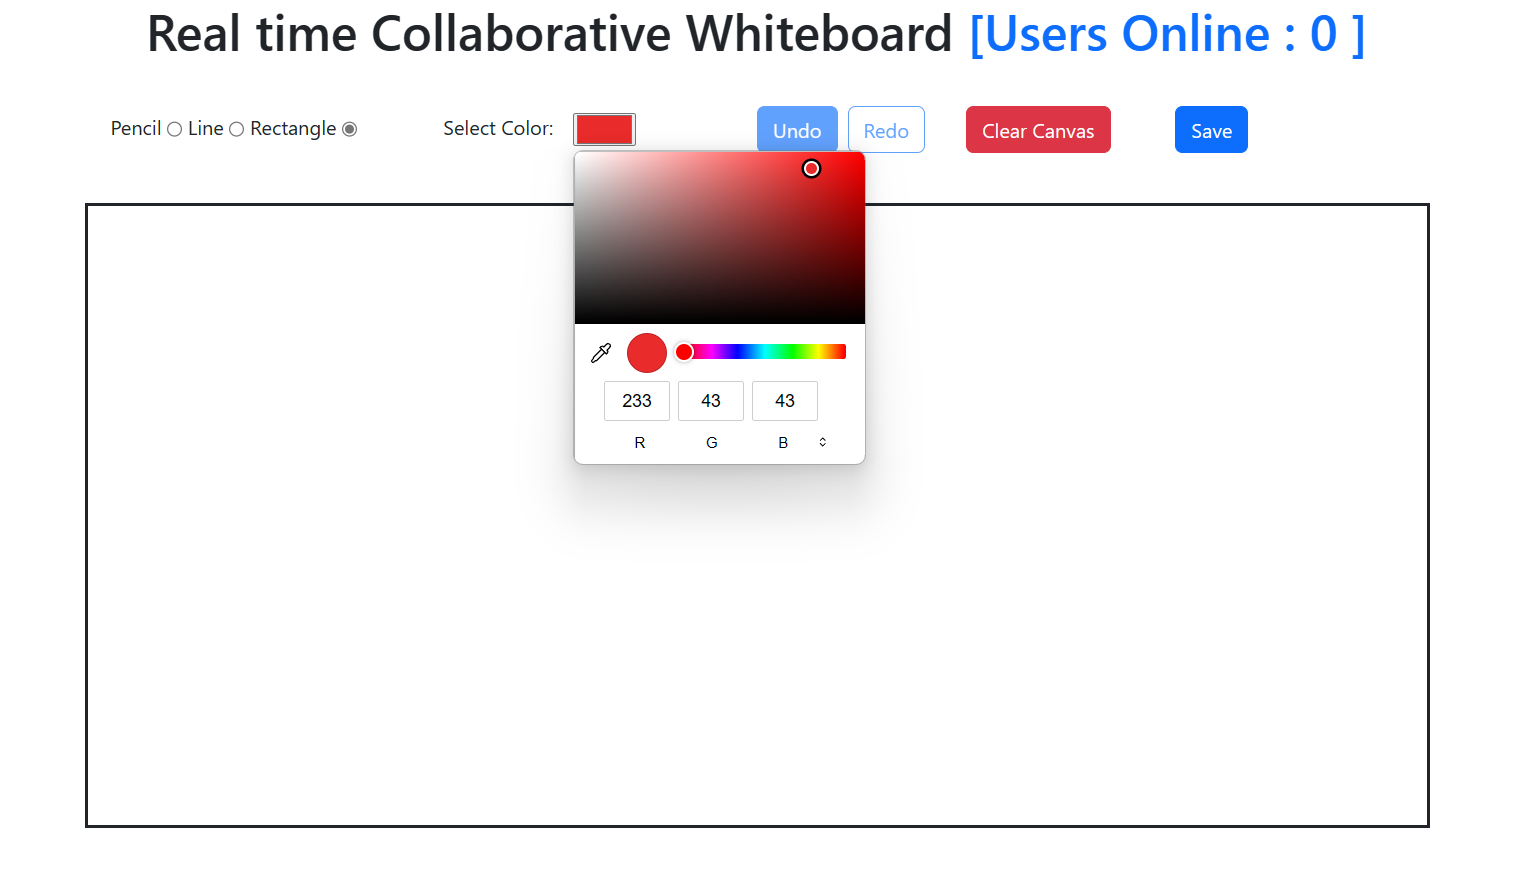 Real time Collaborative Whiteboard [Users Online : 0 ]
Pencil Line Rectangle Select Color: Undo Redo Clear Canvas Save
233 43 43
R G B